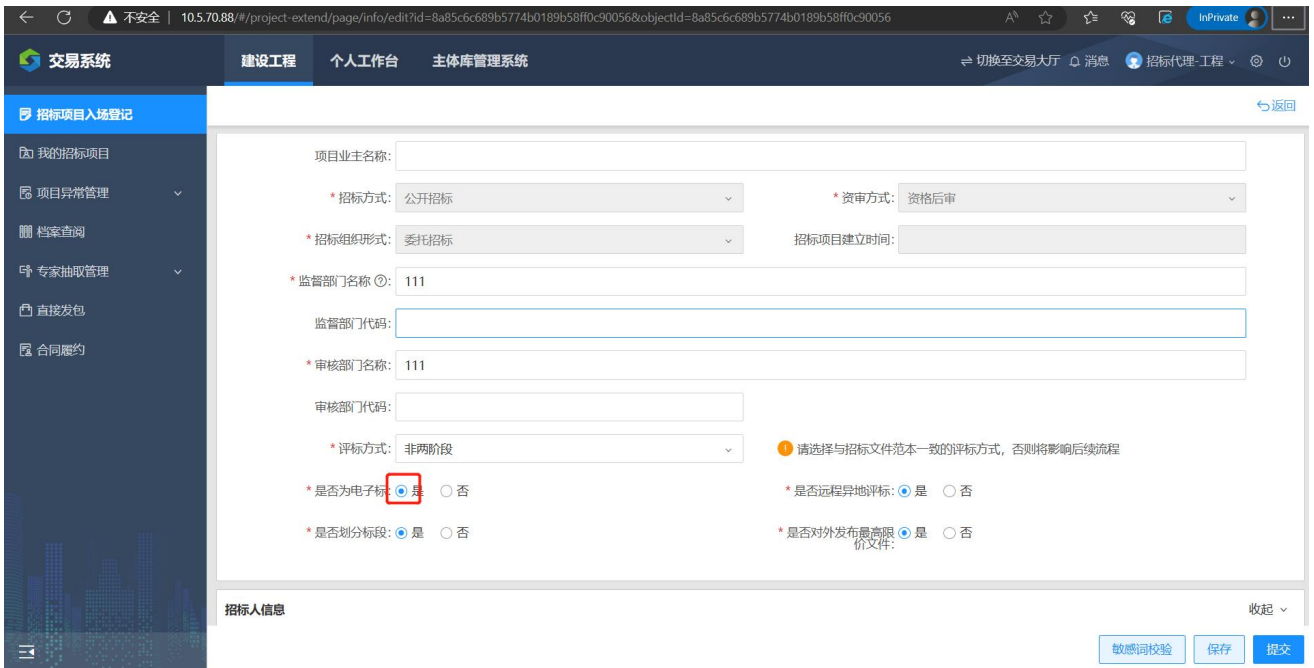 不安全 | 10.5.70.88/#/project-extend/page/info/edit?id=8a85c6c689b5774b0189b58ff0c90056&objectId=8a85c6c689b5774b0189b58ff0c90056
InPrivate
交易系统
建设工程 个人工作台 主体库管理系统
切换至交易大厅 消息 招标代理-工程
招标项目入场登记
返回
我的招标项目
项目异常管理
档案查阅
专家抽取管理
直接发包
合同履约
项目业主名称:
* 招标方式: 公开招标 * 资审方式: 资格后审
* 招标组织形式: 委托招标 招标项目建立时间:
* 监督部门名称 ?: 111
监督部门代码:
* 审核部门名称: 111
审核部门代码:
* 评标方式: 非两阶段 ! 请选择与招标文件范本一致的评标方式，否则将影响后续流程
* 是否为电子标: 是 否 * 是否远程异地评标: 是 否
* 是否划分标段: 是 否 * 是否对外发布最高限 是 否
价文件:
招标人信息 收起
敏感词校验 保存 提交